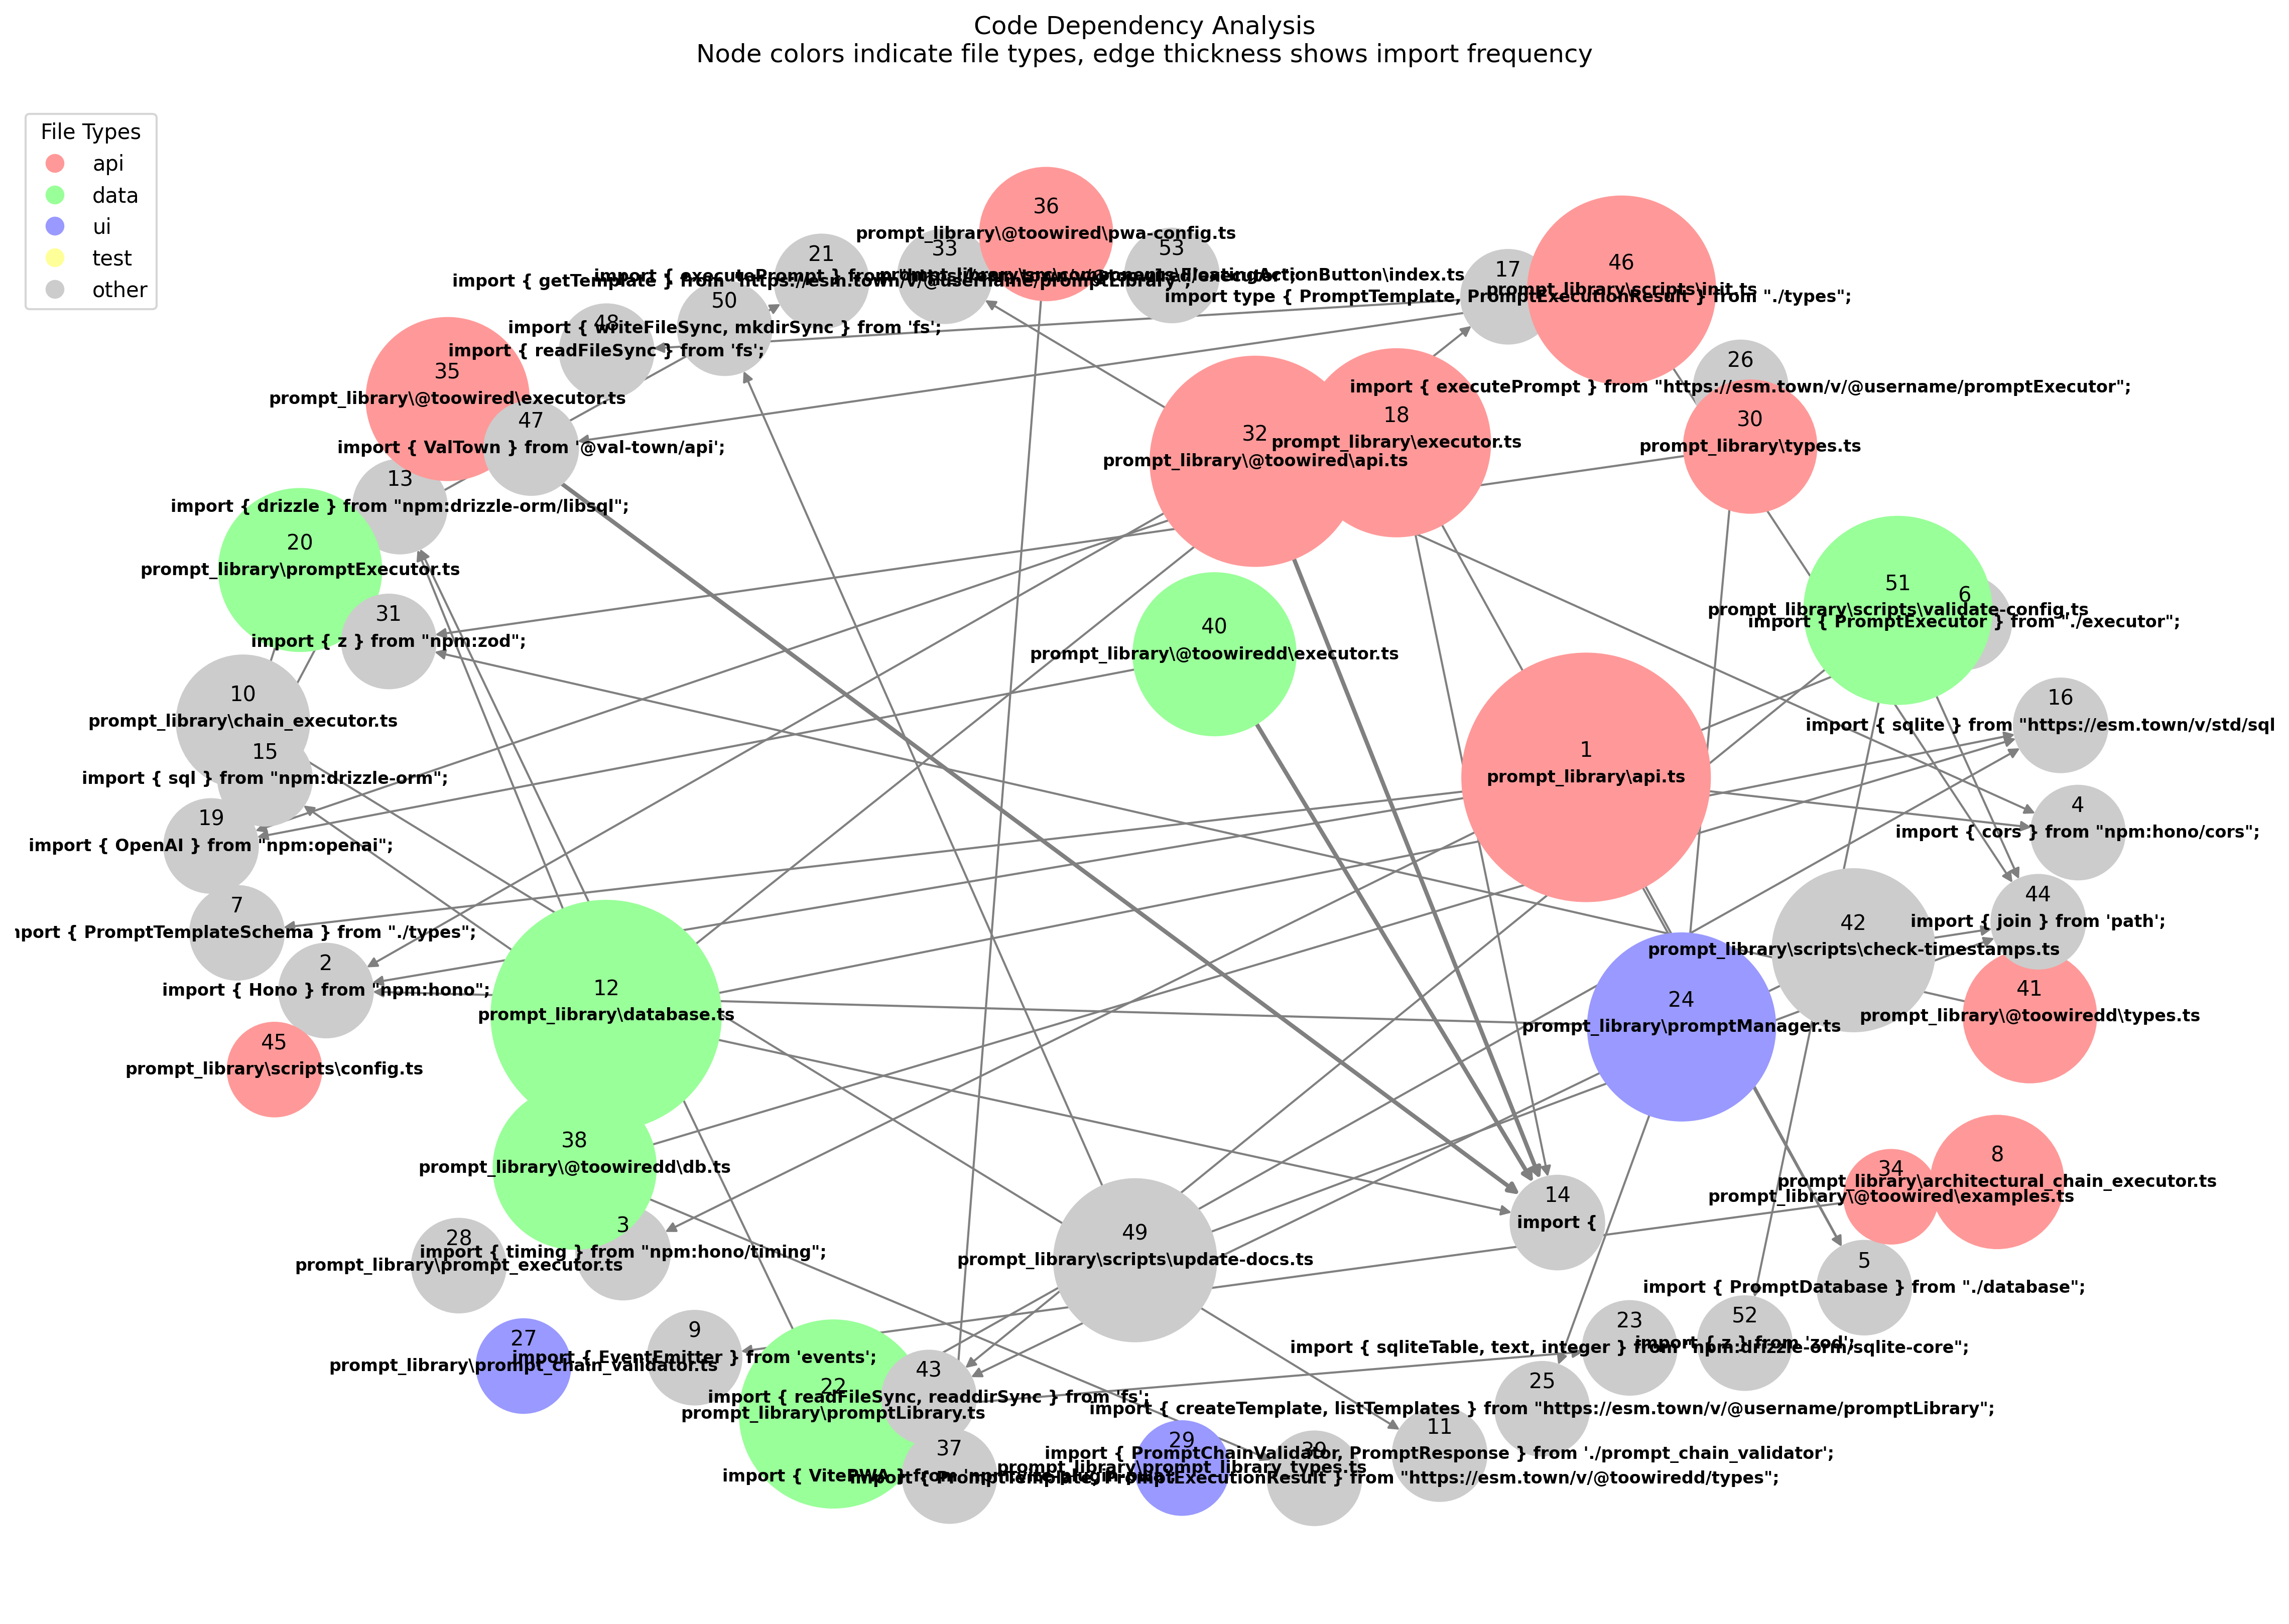 Code Dependency Analysis
Node colors indicate file types, edge thickness shows import frequency
File Types
api
data
ui
test
other
36
prompt_library\@toowired\pwa-config.ts
21
33
53
import { getTemplate } from "https://esm.town/v/@username/promptLibrary";
import { executePrompt } from
17
import type { PromptTemplate, PromptExecutionResult } from "./types";
46
prompt_library\scripts\init.ts
50
import { writeFileSync, mkdirSync } from 'fs';
48
import { readFileSync } from 'fs';
35
prompt_library\@toowired\executor.ts
26
import { executePrompt } from "https://esm.town/v/@username/promptExecutor";
47
import { ValTown } from '@val-town/api';
32
prompt_library\@toowired\api.ts
18
prompt_library\executor.ts
30
prompt_library\types.ts
13
import { drizzle } from "npm:drizzle-orm/libsql";
20
prompt_library\promptExecutor.ts
51
prompt_library\scripts\validate-config.ts
6
import { PromptExecutor } from "./executor";
31
import { z } from "npm:zod";
40
prompt_library\@toowiredd\executor.ts
10
prompt_library\chain_executor.ts
16
import { sqlite } from "https://esm.town/v/std/sql
15
import { sql } from "npm:drizzle-orm";
1
prompt_library\api.ts
19
import { OpenAI } from "npm:openai";
4
import { cors } from "npm:hono/cors";
7
import { PromptTemplateSchema } from "./types";
44
import { join } from 'path';
42
prompt_library\scripts\check-timestamps.ts
2
import { Hono } from "npm:hono";
12
prompt_library\database.ts
24
prompt_library\promptManager.ts
41
prompt_library\@toowiredd\types.ts
45
prompt_library\scripts\config.ts
38
prompt_library\@toowiredd\db.ts
34
prompt_library\@toowired\examples.ts
8
prompt_library\architectural_chain_executor.ts
14
import {
3
import { timing } from "npm:hono/timing";
28
prompt_library\prompt_executor.ts
49
prompt_library\scripts\update-docs.ts
5
import { PromptDatabase } from "./database";
27
prompt_library\prompt_chain_validator.ts
9
import { EventEmitter } from 'events';
23
import { sqliteTable, text, integer } from "npm:drizzle-orm/sqlite-core";
52
import { z } from 'zod';
43
import { readFileSync, readdirSync } from 'fs';
22
prompt_library\promptLibrary.ts
25
import { createTemplate, listTemplates } from "https://esm.town/v/@username/promptLibrary";
11
import { PromptChainValidator, PromptResponse } from './prompt_chain_validator';
29
prompt_library\prompt_library_types.ts
39
import { PromptTemplate, PromptExecutionResult } from "https://esm.town/v/@toowiredd/types";
37
import { VitePWA } from